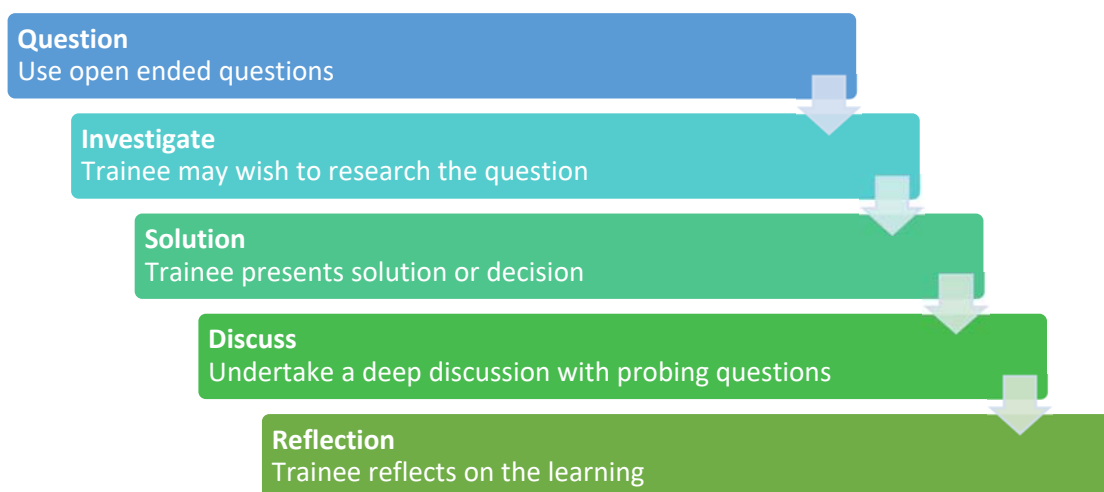 Question
Use open ended questions
Investigate
Trainee may wish to research the question
Solution
Trainee presents solution or decision
Discuss
Undertake a deep discussion with probing questions
Reflection
Trainee reflects on the learning